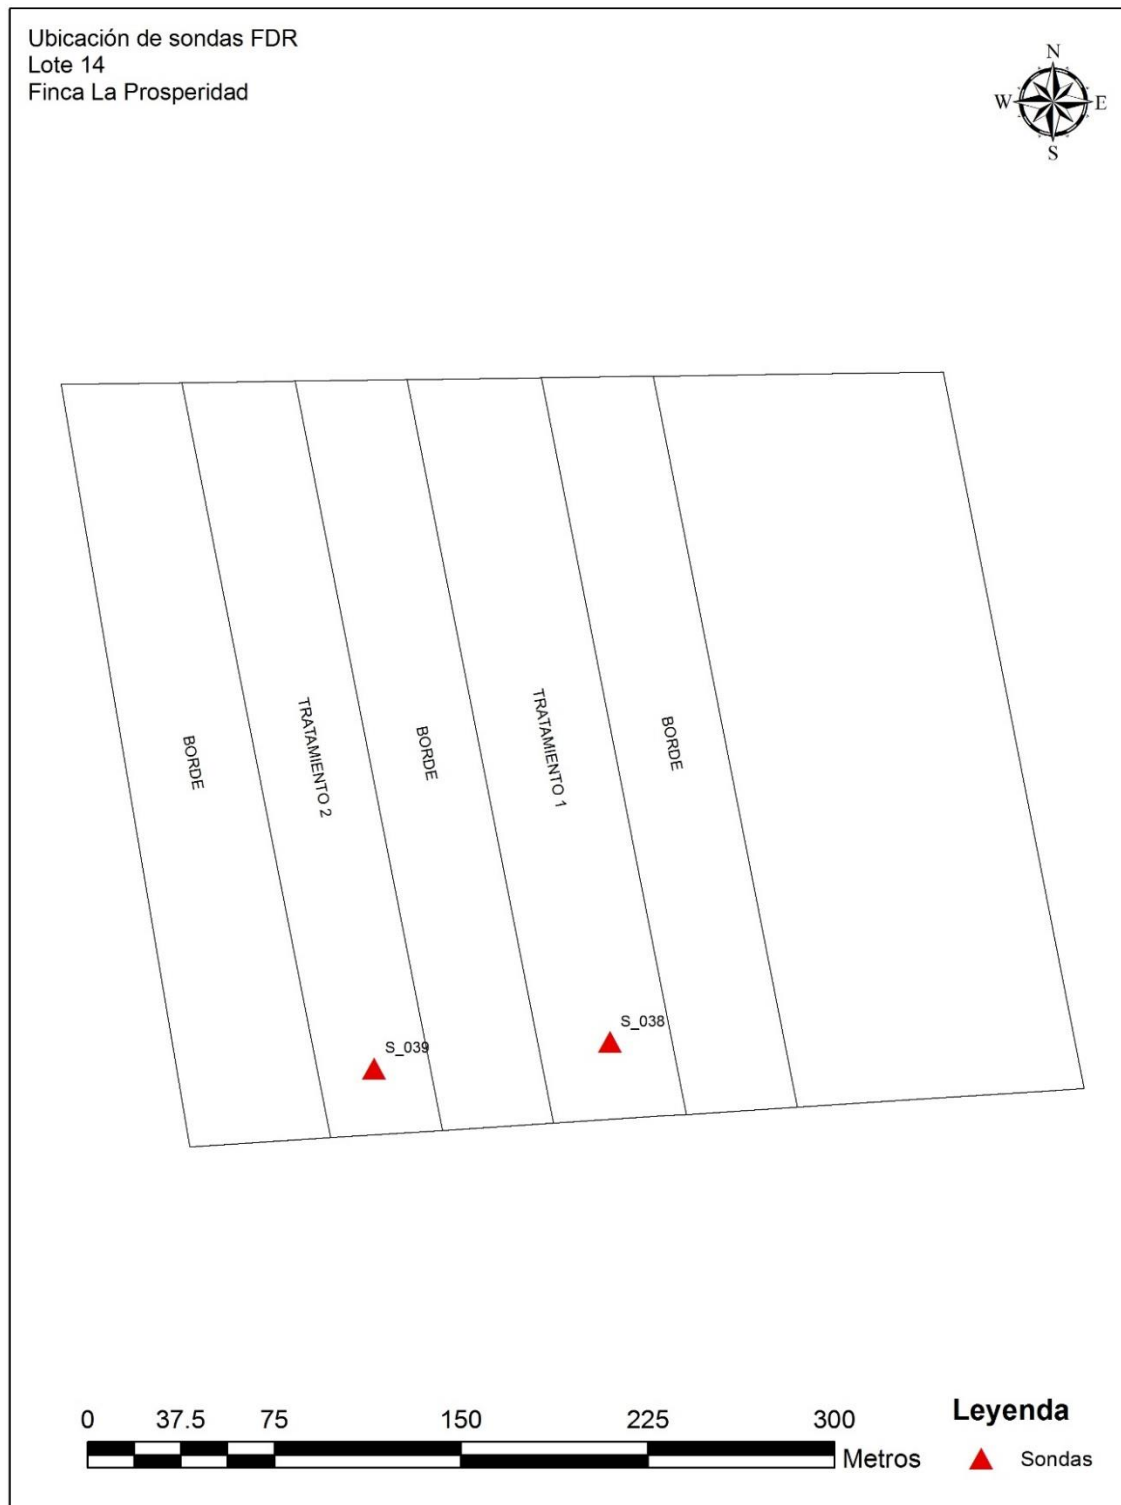 Ubicación de sondas FDR
Lote 14
Finca La Prosperidad
N
W E
S
BORDE
TRATAMIENTO 2
BORDE
TRATAMIENTO 1
BORDE
S_038
S_039
0 37.5 75 150 225 300
Metros
Leyenda
Sondas